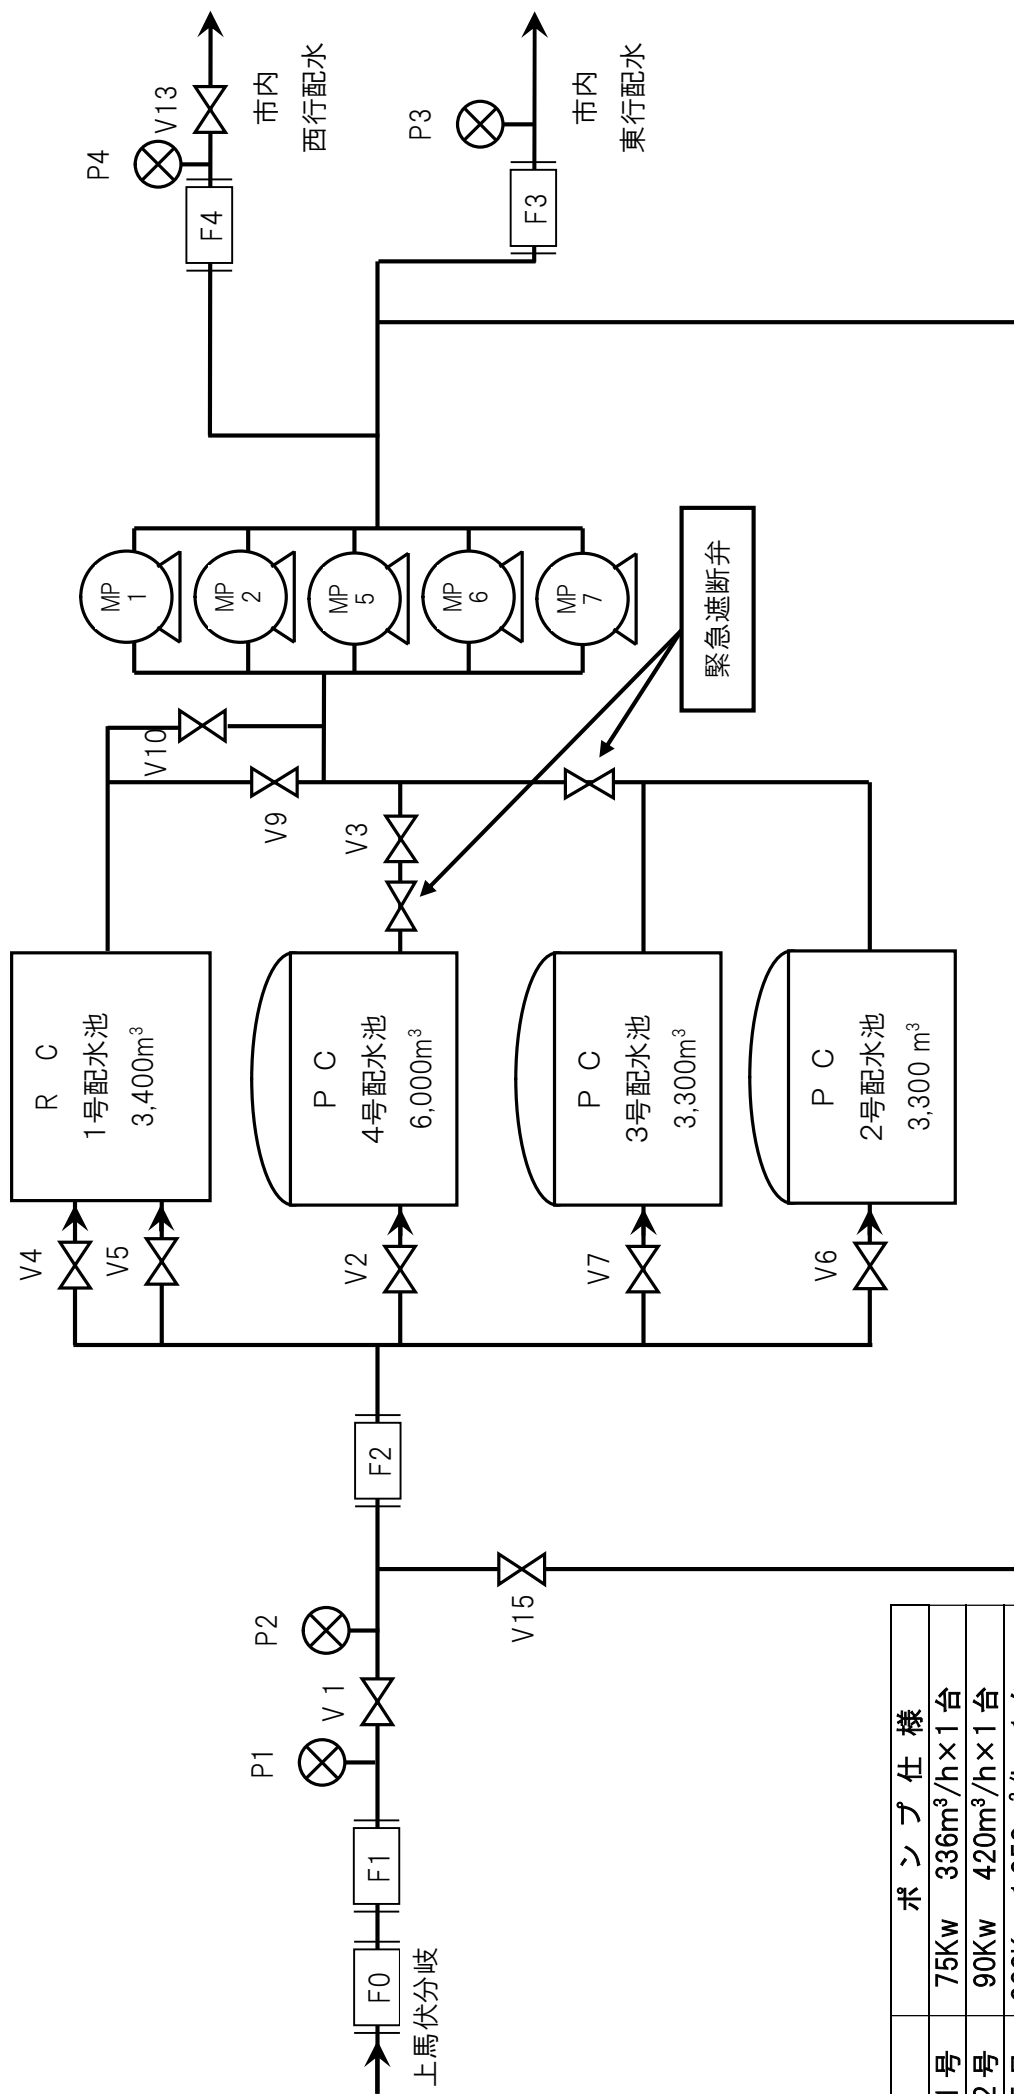 上馬伏分岐
F0
F1
P1
V1
P2
V15
F2
V4
V5
V2
V7
V6
R C
1号配水池
3,400m³
P C
4号配水池
6,000m³
P C
3号配水池
3,300m³
P C
2号配水池
3,300 m³
V10
V9
V3
緊急遮断弁
MP
1
MP
2
MP
5
MP
6
MP
7
F4
P4
V13
市内
西行配水
F3
P3
市内
東行配水
ポンプ仕様
1号 75Kw 336m³/h×1台
2号 90Kw 420m³/h×1台